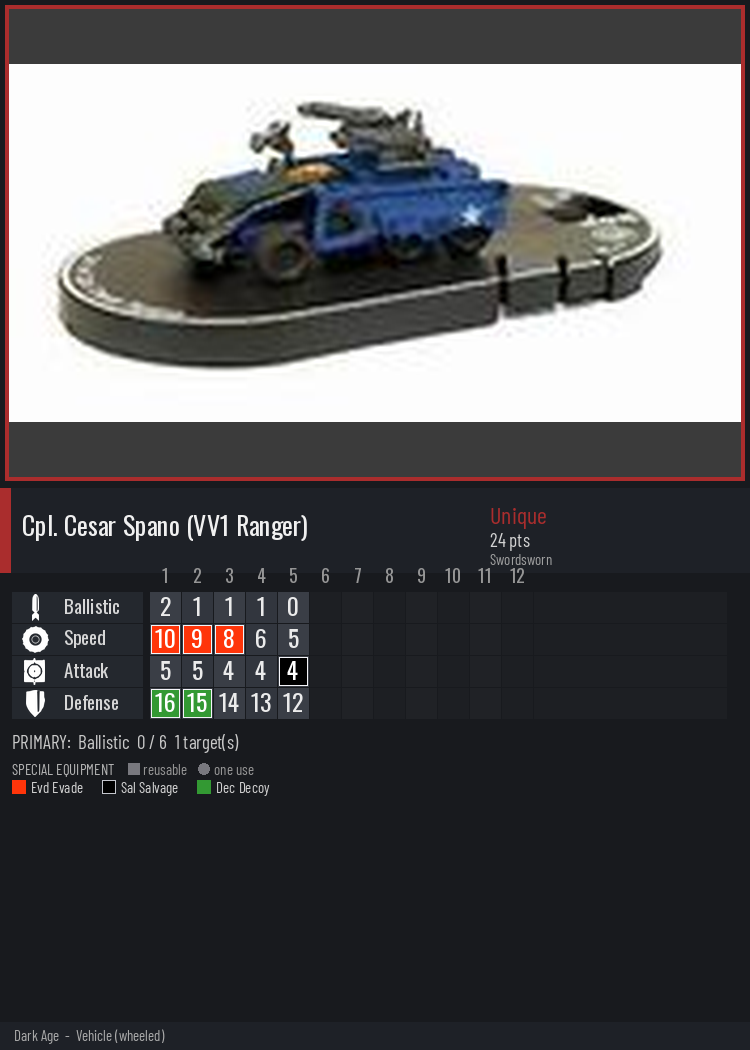 Cpl. Cesar Spano (VV1 Ranger)
Unique
24 pts
Swordsworn
1 2 3 4 5 6 7 8 9 10 11 12
Ballistic 2 1 1 1 0
Speed 10 9 8 6 5
Attack 5 5 4 4 4
Defense 16 15 14 13 12
PRIMARY: Ballistic 0 / 6 1 target(s)
SPECIAL EQUIPMENT reusable one use
Evd Evade Sal Salvage Dec Decoy
Dark Age - Vehicle (wheeled)